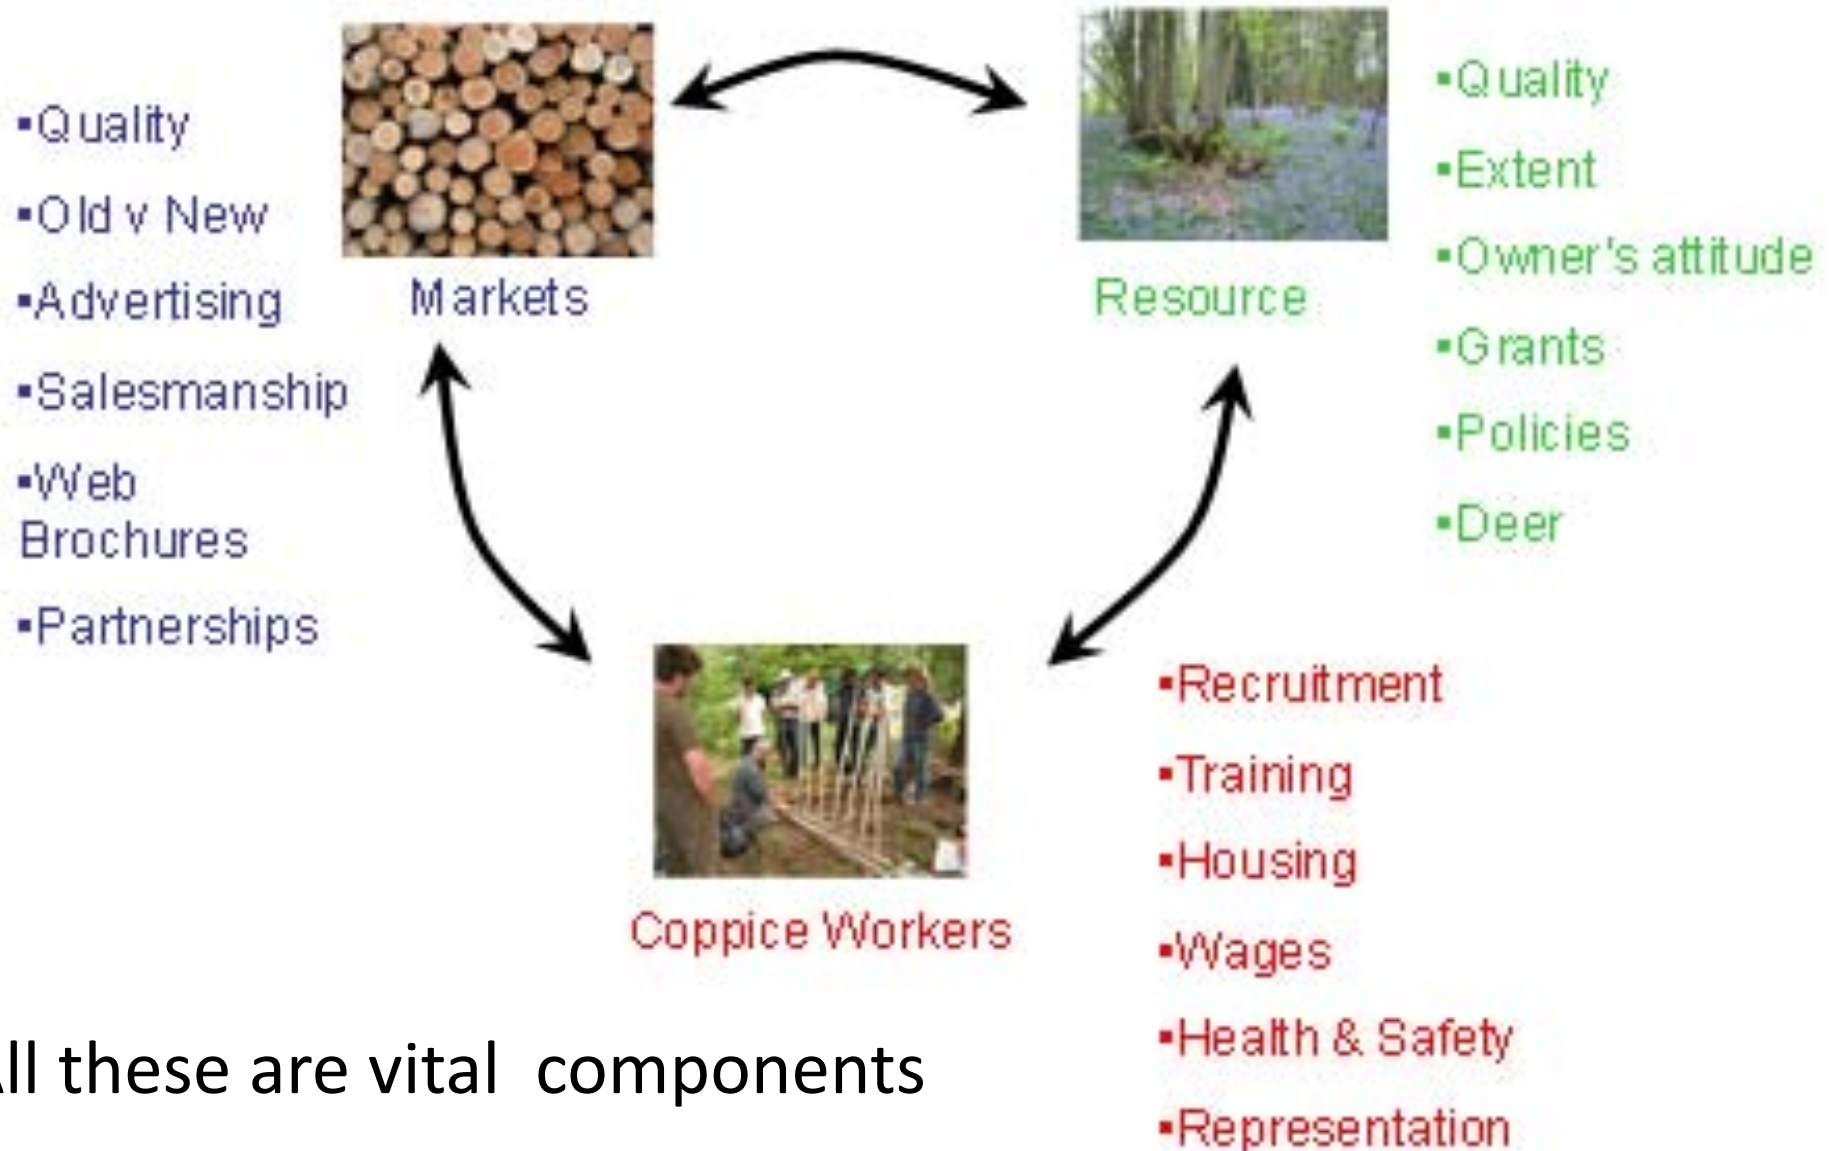 ▪Quality
▪Old v New
▪Advertising
▪Salesmanship
▪Web
Brochures
▪Partnerships
Markets
Resource
▪Quality
▪Extent
▪Owner's attitude
▪Grants
▪Policies
▪Deer
Coppice Workers
▪Recruitment
▪Training
▪Housing
▪Wages
▪Health & Safety
▪Representation
All these are vital components